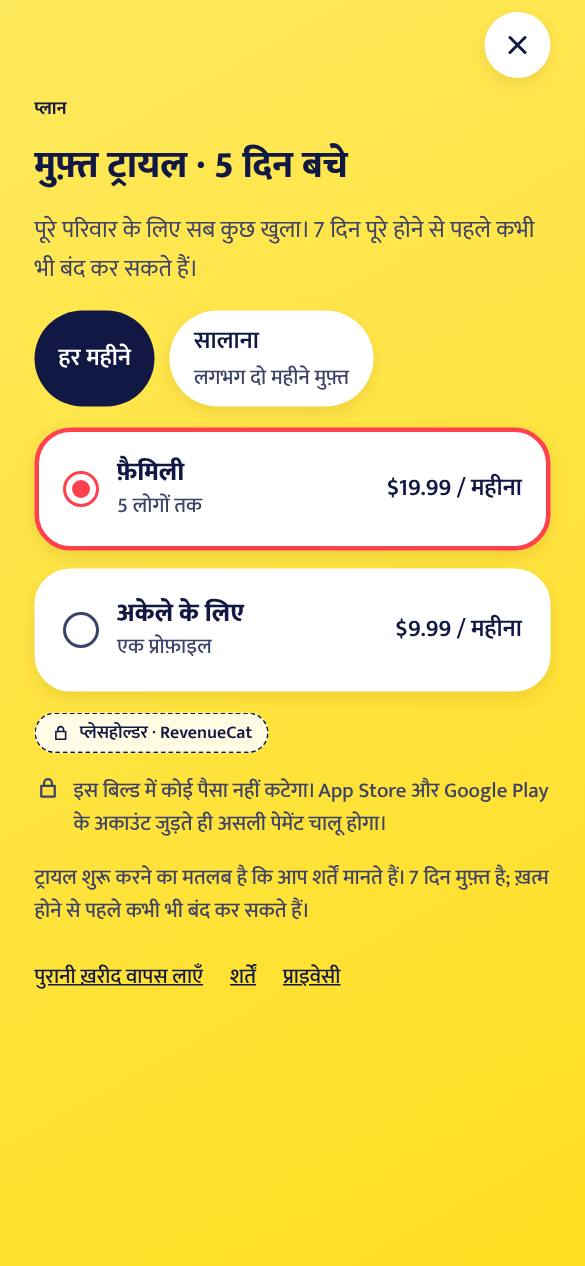 प्लान
मुफ़्त ट्रायल · 5 दिन बचे
पूरे परिवार के लिए सब कुछ खुला। 7 दिन पूरे होने से पहले कभी
भी बंद कर सकते हैं।
हर महीने
सालाना
लगभग दो महीने मुफ़्त
फ़ैमिली
5 लोगों तक
$19.99 / महीना
अकेले के लिए
एक प्रोफ़ाइल
$9.99 / महीना
प्लेसहोल्डर · RevenueCat
इस बिल्ड में कोई पैसा नहीं कटेगा। App Store और Google Play
के अकाउंट जुड़ते ही असली पेमेंट चालू होगा।
ट्रायल शुरू करने का मतलब है कि आप शर्तें मानते हैं। 7 दिन मुफ़्त है; ख़त्म
होने से पहले कभी भी बंद कर सकते हैं।
पुरानी ख़रीद वापस लाएँ शर्तें प्राइवेसी